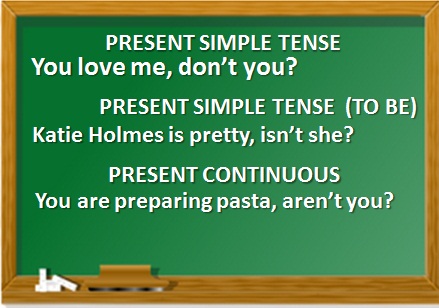 PRESENT SIMPLE TENSE
You love me, don't you?
PRESENT SIMPLE TENSE (TO BE)
Katie Holmes is pretty, isn't she?
PRESENT CONTINUOUS
You are preparing pasta, aren't you?